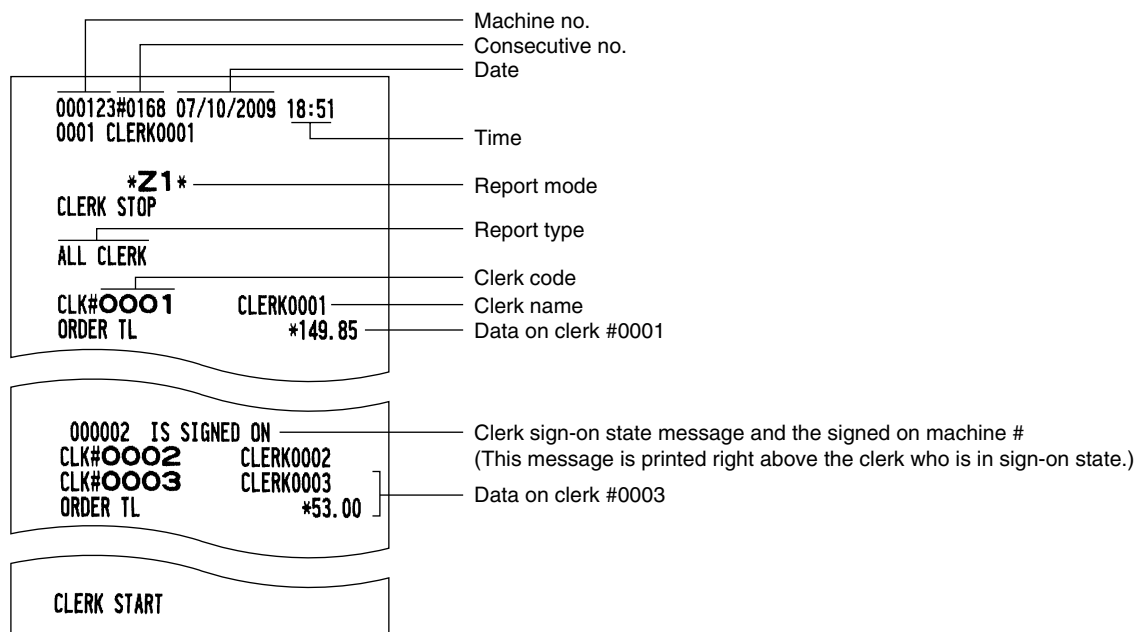 Machine no.
Consecutive no.
Date
000123#0168 07/10/2009 18:51
0001 CLERK0001
Time
*Z1*
Report mode
CLERK STOP
Report type
ALL CLERK
Clerk code
CLK#0001 CLERK0001
Clerk name
ORDER TL *149.85
Data on clerk #0001
000002 IS SIGNED ON
Clerk sign-on state message and the signed on machine #
(This message is printed right above the clerk who is in sign-on state.)
CLK#0002 CLERK0002
CLK#0003 CLERK0003
ORDER TL *53.00
Data on clerk #0003
CLERK START